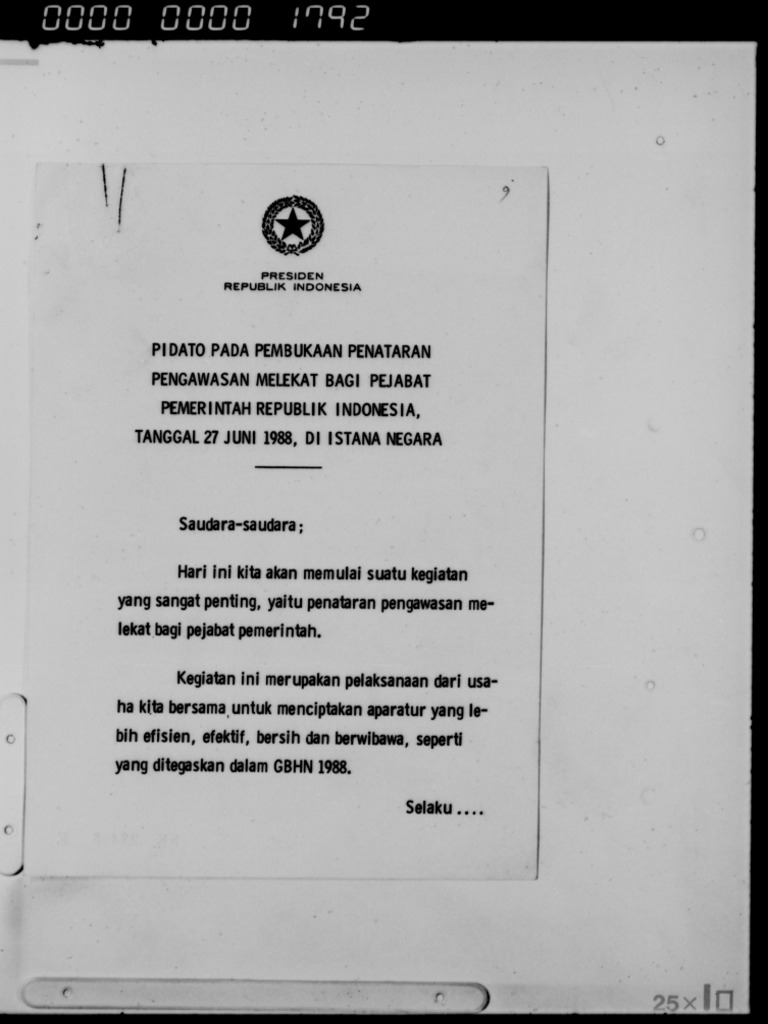 0000 0000 1792
9
PRESIDEN
REPUBLIK INDONESIA
PIDATO PADA PEMBUKAAN PENATARAN
PENGAWASAN MELEKAT BAGI PEJABAT
PEMERINTAH REPUBLIK INDONESIA,
TANGGAL 27 JUNI 1988, DI ISTANA NEGARA
Saudara-saudara;
Hari ini kita akan memulai suatu kegiatan
yang sangat penting, yaitu penataran pengawasan me-
lekat bagi pejabat pemerintah.
Kegiatan ini merupakan pelaksanaan dari usa-
ha kita bersama untuk menciptakan aparatur yang le-
bih efisien, efektif, bersih dan berwibawa, seperti
yang ditegaskan dalam GBHN 1988.
Selaku ....
25×